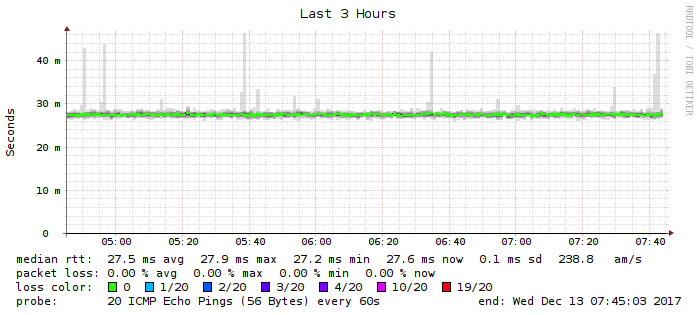 Last 3 Hours
RRDTOOL / TOBI OETIKER
Seconds
40 m
30 m
20 m
10 m
0
05:00 05:20 05:40 06:00 06:20 06:40 07:00 07:20 07:40
median rtt: 27.5 ms avg 27.9 ms max 27.2 ms min 27.6 ms now 0.1 ms sd 238.8 am/s
packet loss: 0.00 % avg 0.00 % max 0.00 % min 0.00 % now
loss color: 0 1/20 2/20 3/20 4/20 10/20 19/20
probe: 20 ICMP Echo Pings (56 Bytes) every 60s end: Wed Dec 13 07:45:03 2017